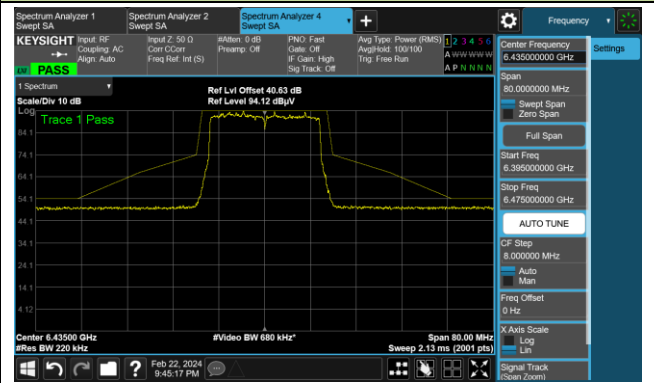 Spectrum Analyzer 1
Swept SA
Spectrum Analyzer 2
Swept SA
Spectrum Analyzer 4
Swept SA
+
Frequency
KEYSIGHT
Input: RF
Coupling: AC
Align: Auto
Input Z: 50 Ω
Corr CCorr
Freq Ref: Int (S)
#Atten: 0 dB
Preamp: Off
PNO: Fast
Gate: Off
IF Gain: High
Sig Track: Off
Avg Type: Power (RMS)
Avg|Hold: 100/100
Trig: Free Run
1 2 3 4 5 6
A W W W W W
A P N N N N
LXI
PASS
1 Spectrum
Scale/Div 10 dB
Ref Lvl Offset 40.63 dB
Ref Level 94.12 dBµV
Log
Trace 1 Pass
84.1
74.1
64.1
54.1
44.1
34.1
24.1
14.1
4.12
Center 6.43500 GHz
#Res BW 220 kHz
#Video BW 680 kHz*
Span 80.00 MHz
Sweep 2.13 ms (2001 pts)
Center Frequency
6.435000000 GHz
Settings
Span
80.0000000 MHz
Swept Span
Zero Span
Full Span
Start Freq
6.395000000 GHz
Stop Freq
6.475000000 GHz
AUTO TUNE
CF Step
8.000000 MHz
Auto
Man
Freq Offset
0 Hz
X Axis Scale
Log
Lin
Signal Track
(Span Zoom)
?
Feb 22, 2024
9:45:17 PM